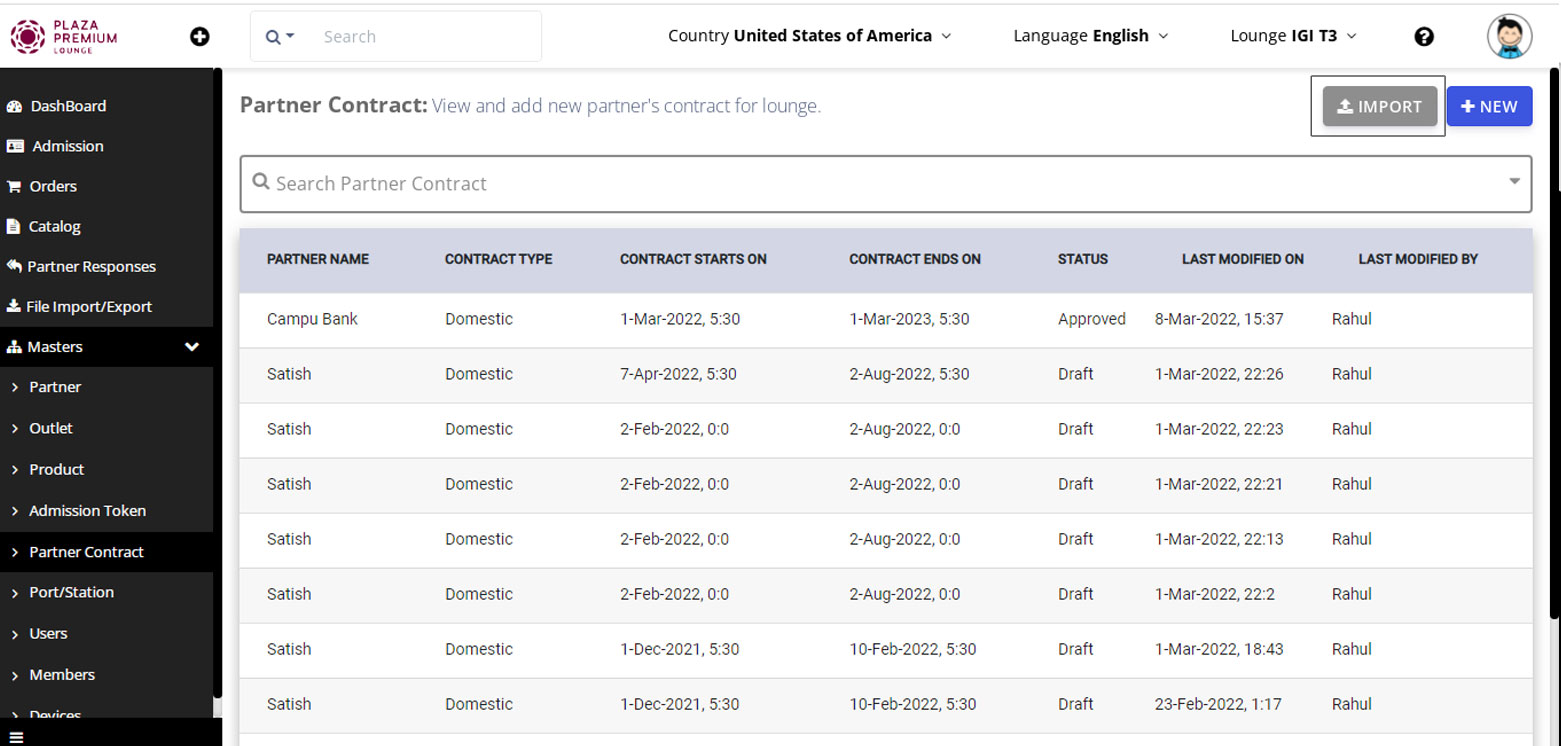 PLAZA
PREMIUM
LOUNGE
Search
Country United States of America
Language English
Lounge IGI T3
DashBoard
Admission
Orders
Catalog
Partner Responses
File Import/Export
Masters
Partner
Outlet
Product
Admission Token
Partner Contract
Port/Station
Users
Members
Devices
Partner Contract: View and add new partner's contract for lounge.
IMPORT
NEW
Search Partner Contract
PARTNER NAME CONTRACT TYPE CONTRACT STARTS ON CONTRACT ENDS ON STATUS LAST MODIFIED ON LAST MODIFIED BY
Campu Bank Domestic 1-Mar-2022, 5:30 1-Mar-2023, 5:30 Approved 8-Mar-2022, 15:37 Rahul
Satish Domestic 7-Apr-2022, 5:30 2-Aug-2022, 5:30 Draft 1-Mar-2022, 22:26 Rahul
Satish Domestic 2-Feb-2022, 0:0 2-Aug-2022, 0:0 Draft 1-Mar-2022, 22:23 Rahul
Satish Domestic 2-Feb-2022, 0:0 2-Aug-2022, 0:0 Draft 1-Mar-2022, 22:21 Rahul
Satish Domestic 2-Feb-2022, 0:0 2-Aug-2022, 0:0 Draft 1-Mar-2022, 22:13 Rahul
Satish Domestic 2-Feb-2022, 0:0 2-Aug-2022, 0:0 Draft 1-Mar-2022, 22:2 Rahul
Satish Domestic 1-Dec-2021, 5:30 10-Feb-2022, 5:30 Draft 1-Mar-2022, 18:43 Rahul
Satish Domestic 1-Dec-2021, 5:30 10-Feb-2022, 5:30 Draft 23-Feb-2022, 1:17 Rahul